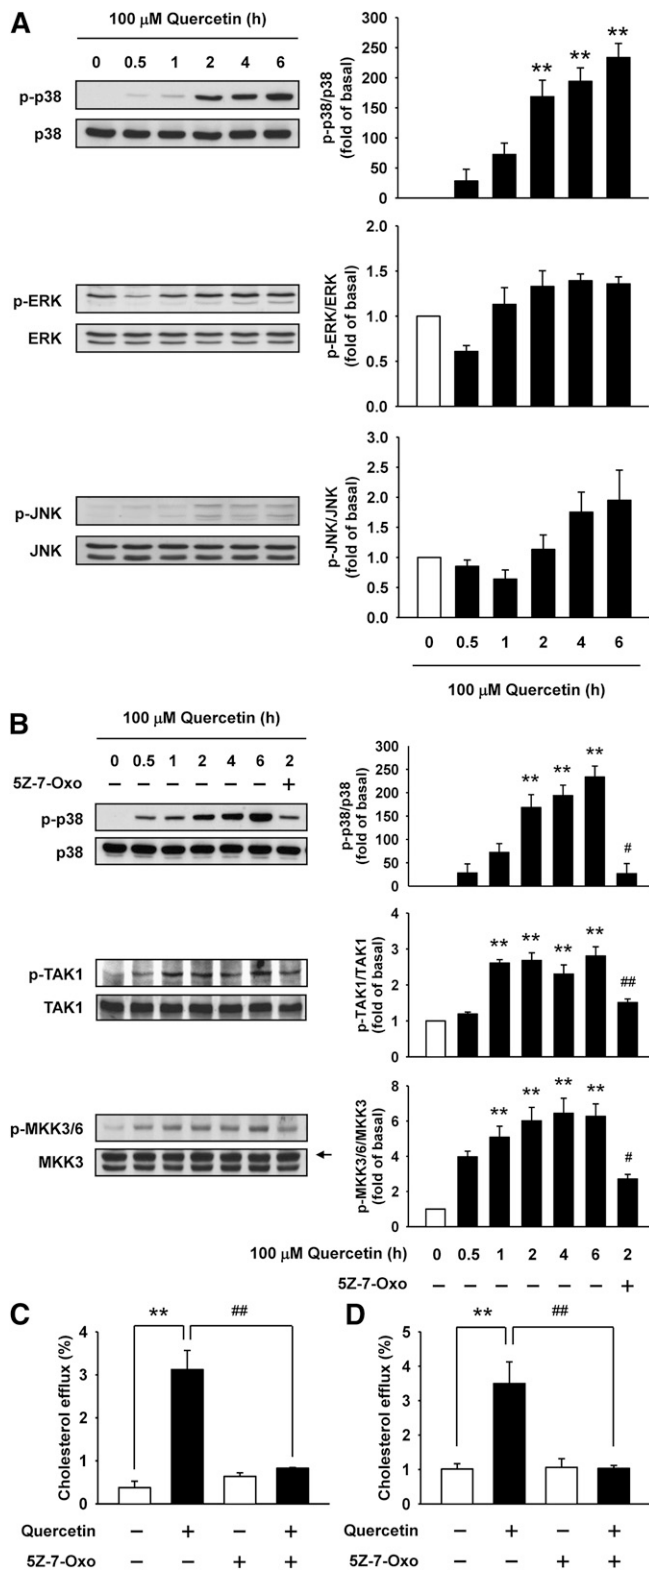 A
100 μM Quercetin (h)
0 0.5 1 2 4 6
p-p38
p38
p-p38/p38
(fold of basal)
300
250
200
150
100
50
0
** ** **
p-ERK
ERK
p-ERK/ERK
(fold of basal)
2.0
1.5
1.0
0.5
0.0
p-JNK
JNK
p-JNK/JNK
(fold of basal)
3.0
2.5
2.0
1.5
1.0
0.5
0.0
0 0.5 1 2 4 6
100 μM Quercetin (h)
B
100 μM Quercetin (h)
0 0.5 1 2 4 6 2
5Z-7-Oxo – – – – – – +
p-p38
p38
p-p38/p38
(fold of basal)
300
250
200
150
100
50
0
** ** ** #
p-TAK1
TAK1
p-TAK1/TAK1
(fold of basal)
4
3
2
1
0
** ** ** ** ##
p-MKK3/6
MKK3
p-MKK3/6/MKK3
(fold of basal)
8
6
4
2
0
** ** ** ** #
100 μM Quercetin (h) 0 0.5 1 2 4 6 2
5Z-7-Oxo – – – – – – +
C
Cholesterol efflux (%)
4
3
2
1
0
** ##
Quercetin – + – +
5Z-7-Oxo – – + +
D
Cholesterol efflux (%)
5
4
3
2
1
0
** ##
Quercetin – + – +
5Z-7-Oxo – – + +